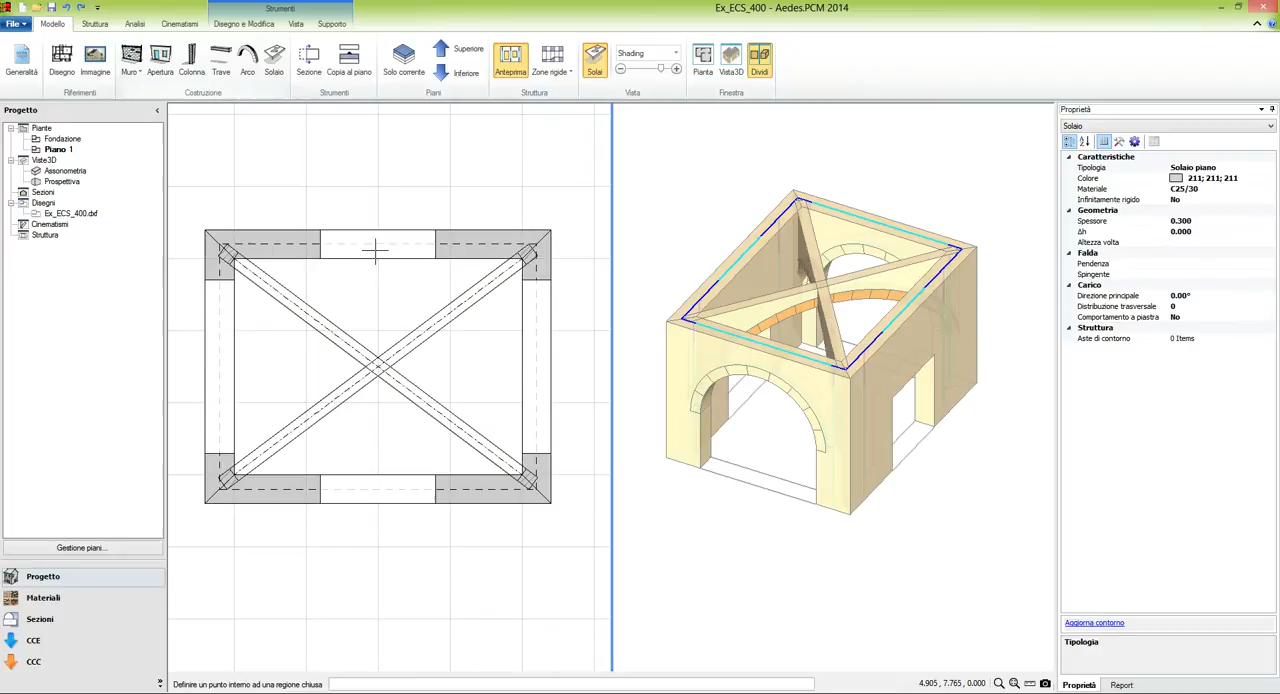 Ex_ECS_400 - Aedes.PCM 2014
Strumenti
File
Modello
Struttura
Analisi
Cinematismi
Disegno e Modifica
Vista
Supporto
Generalità
Disegno
Immagine
Riferimenti
Muro
Apertura
Colonna
Trave
Arco
Solaio
Costruzione
Sezione
Copia al piano
Strumenti
Solo corrente
Superiore
Inferiore
Piani
Anteprima
Zone rigide
Struttura
Solai
Shading
Vista
Pianta
Vista3D
Dividi
Finestra
Progetto
Piante
Fondazione
Piano 1
Viste3D
Assonometria
Prospettiva
Sezioni
Disegni
Ex_ECS_400.dxf
Cinematismi
Struttura
Gestione piani...
Progetto
Materiali
Sezioni
CCE
CCC
Definire un punto interno ad una regione chiusa
4.905 , 7.765 , 0.000
Proprietà
Solaio
Caratteristiche
Tipologia Solaio piano
Colore 211; 211; 211
Materiale C25/30
Infinitamente rigido No
Geometria
Spessore 0.300
Δh 0.000
Altezza volta
Falda
Pendenza
Spingente
Carico
Direzione principale 0.00°
Distribuzione trasversale 0
Comportamento a piastra No
Struttura
Aste di contorno 0 Items
Aggiorna contorno
Tipologia
Proprietà
Report